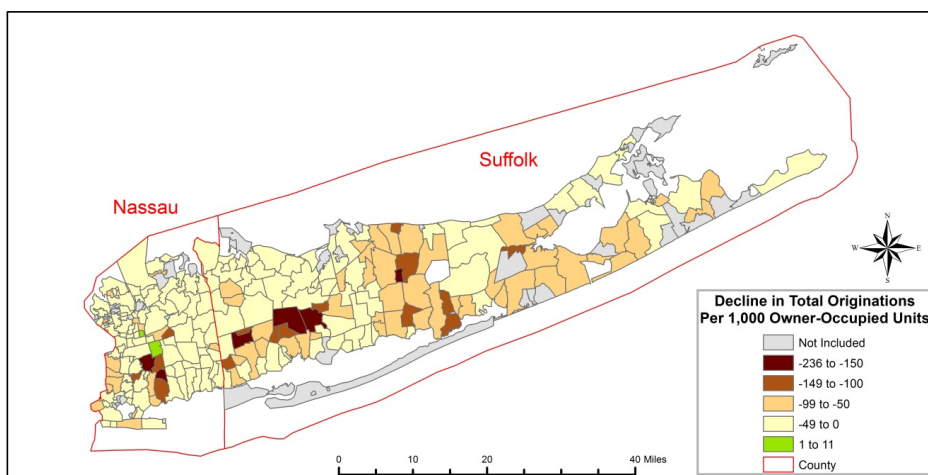 Nassau
Suffolk
N
W
E
S
Decline in Total Originations
Per 1,000 Owner-Occupied Units
Not Included
-236 to -150
-149 to -100
-99 to -50
-49 to 0
1 to 11
County
0 10 20 40 Miles